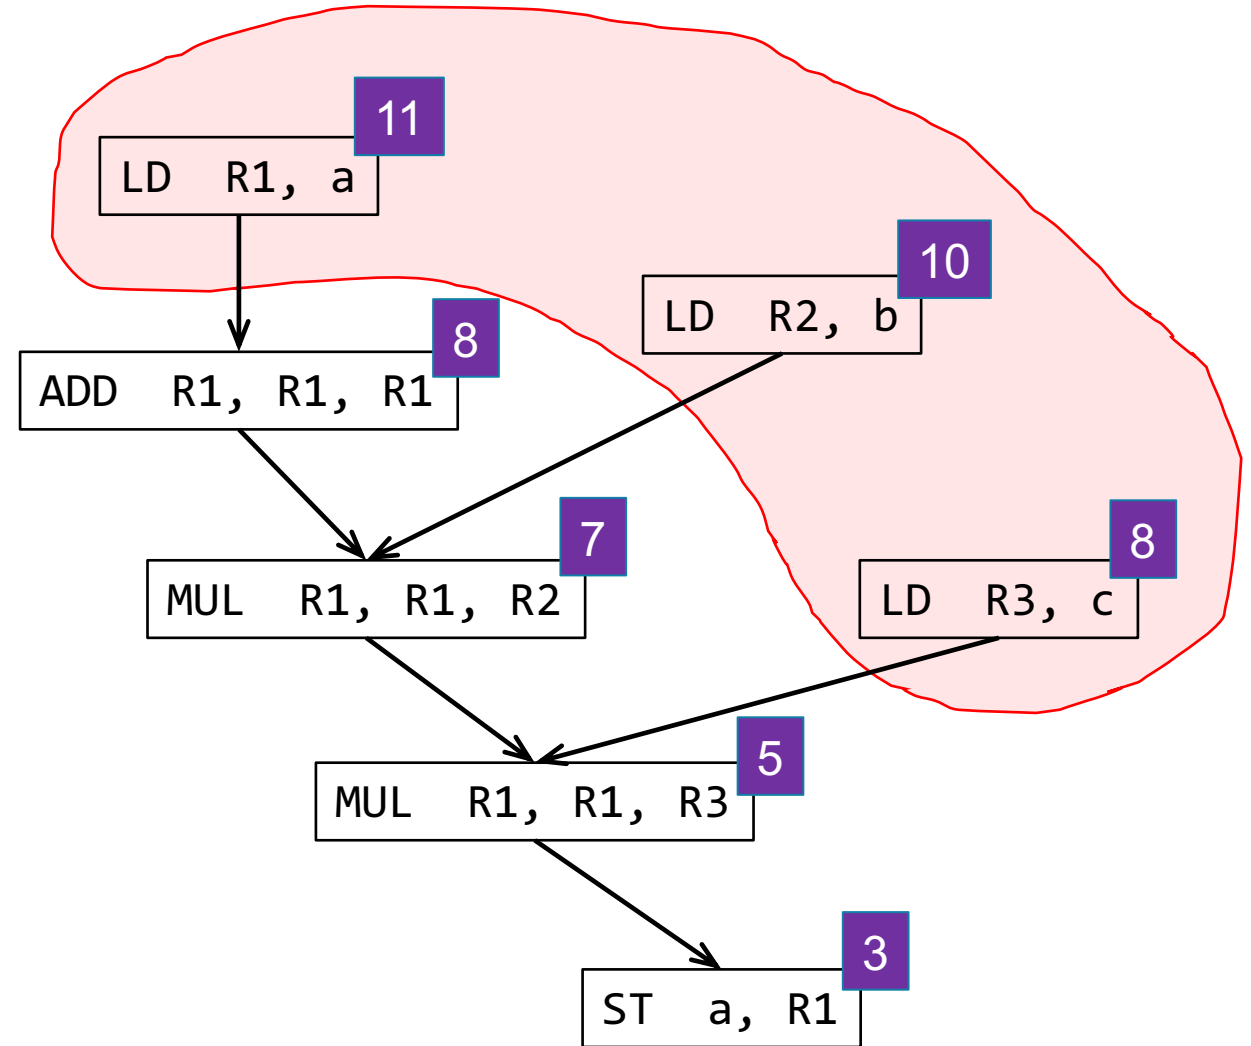 11
LD R1, a
10
LD R2, b
8
ADD R1, R1, R1
7
MUL R1, R1, R2
8
LD R3, c
5
MUL R1, R1, R3
3
ST a, R1